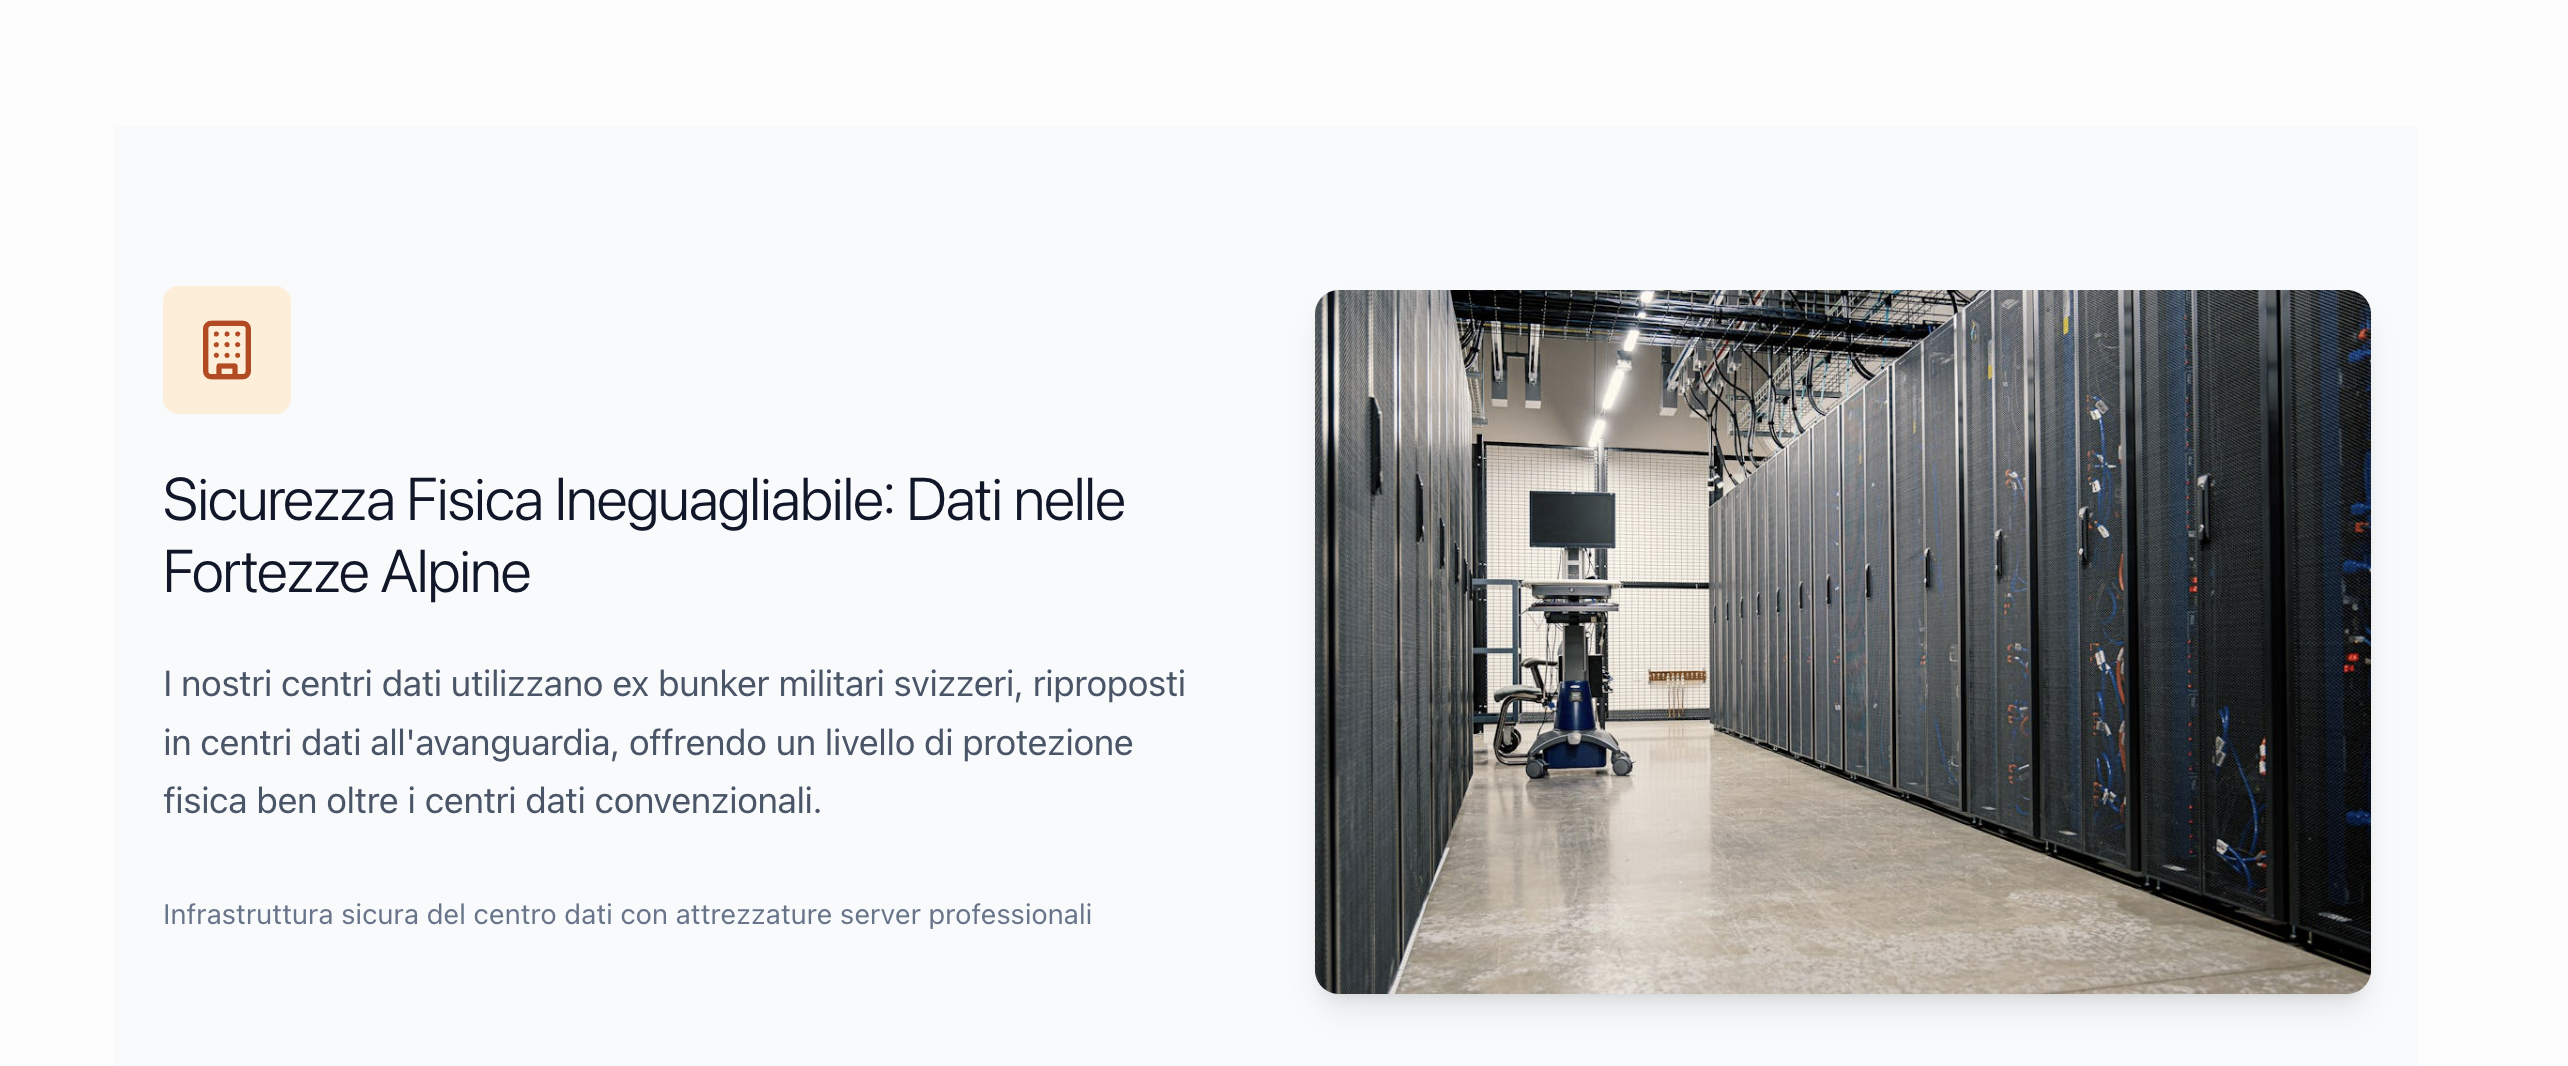 Sicurezza Fisica Ineguagliabile: Dati nelle
Fortezze Alpine
I nostri centri dati utilizzano ex bunker militari svizzeri, riproposti
in centri dati all'avanguardia, offrendo un livello di protezione
fisica ben oltre i centri dati convenzionali.
Infrastruttura sicura del centro dati con attrezzature server professionali